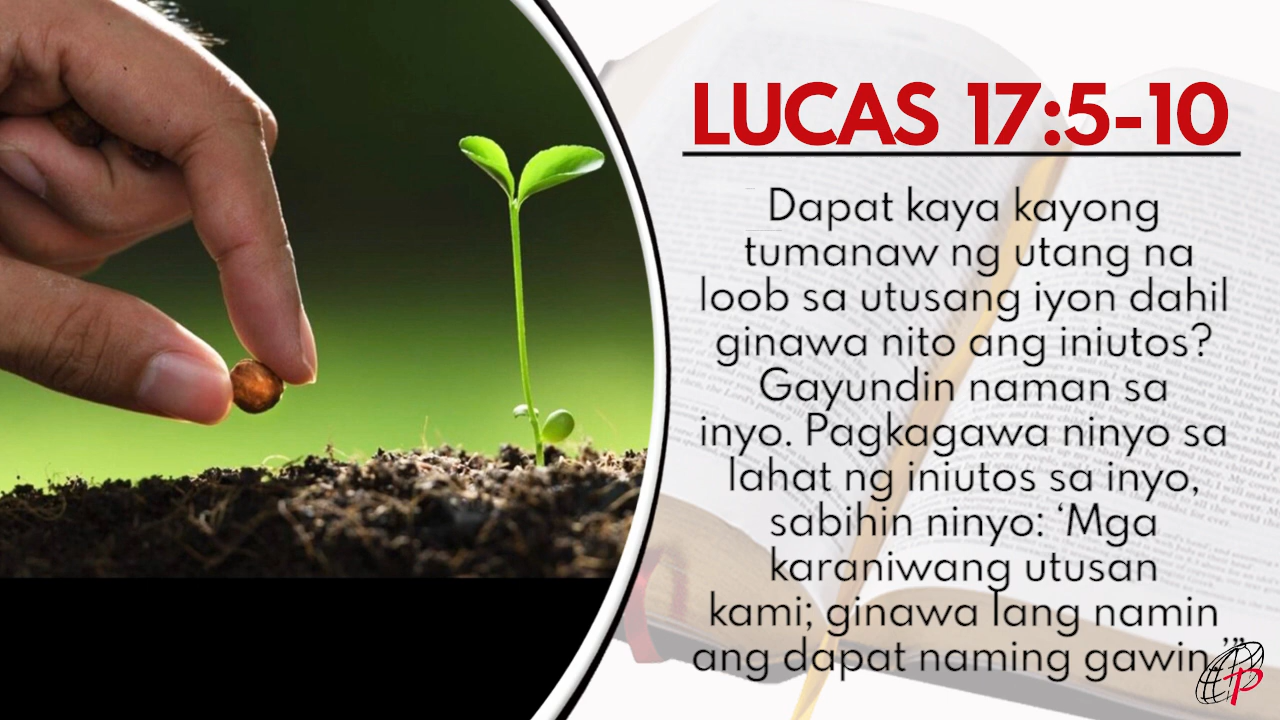 LUCAS 17:5-10
Dapat kaya kayong
tumanaw ng utang na
loob sa utusang iyon dahil
ginawa nito ang iniutos?
Gayundin naman sa
inyo. Pagkagawa ninyo sa
lahat ng iniutos sa inyo,
sabihin ninyo: ‘Mga
karaniwang utusan
kami; ginawa lang namin
ang dapat naming gawin.’”